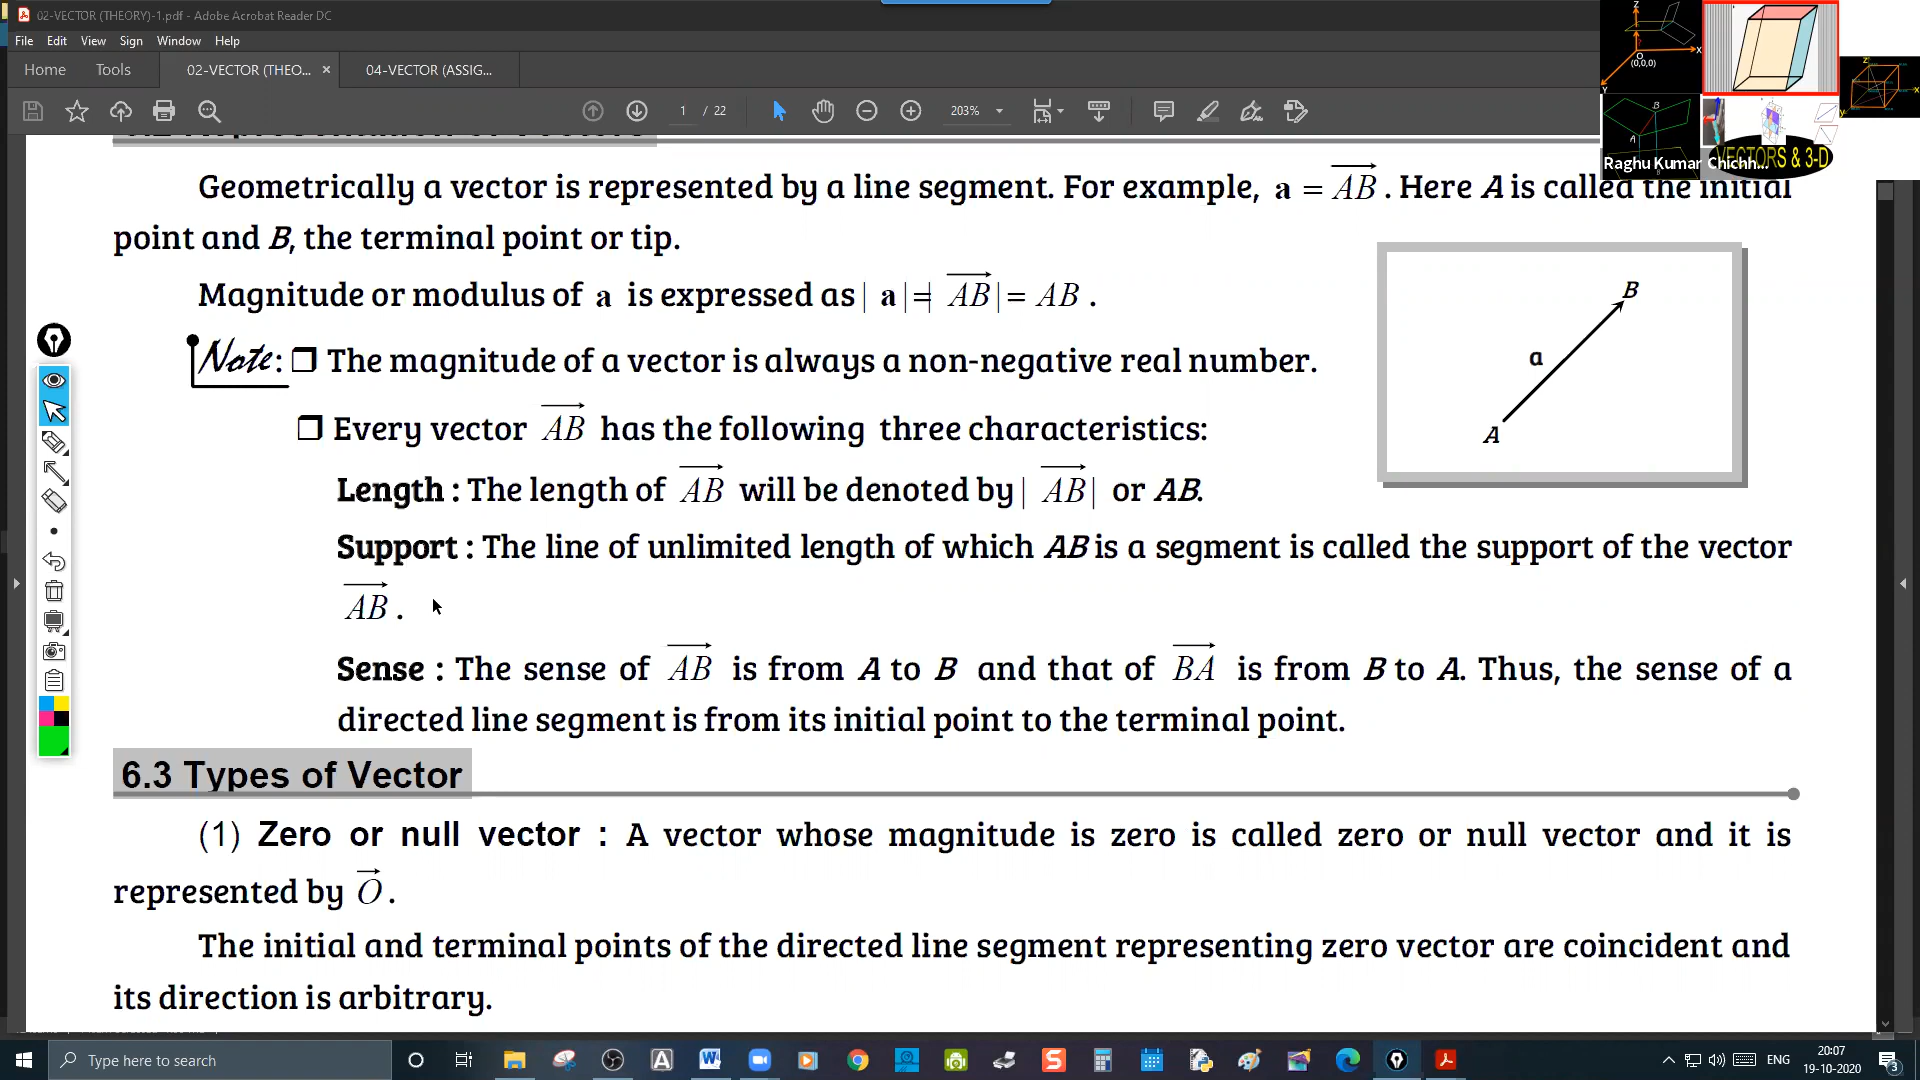 02-VECTOR (THEORY)-1.pdf - Adobe Acrobat Reader DC
File Edit View Sign Window Help
Home Tools 02-VECTOR (THEO... × 04-VECTOR (ASSIG...
1 / 22 203%
Z
X
O
(0,0,0)
Y
B
A
Raghu Kumar Chichh...
VECTORS & 3-D
Geometrically a vector is represented by a line segment. For example, a = AB⃗. Here A is called the initial
point and B, the terminal point or tip.
Magnitude or modulus of a is expressed as | a |=| AB⃗ |= AB.
B
a
A
Note: ❒ The magnitude of a vector is always a non-negative real number.
❒ Every vector AB⃗ has the following three characteristics:
Length : The length of AB⃗ will be denoted by | AB⃗ | or AB.
Support : The line of unlimited length of which AB is a segment is called the support of the vector
AB⃗.
Sense : The sense of AB⃗ is from A to B and that of BA⃗ is from B to A. Thus, the sense of a
directed line segment is from its initial point to the terminal point.
6.3 Types of Vector
(1) Zero or null vector : A vector whose magnitude is zero is called zero or null vector and it is
represented by O⃗.
The initial and terminal points of the directed line segment representing zero vector are coincident and
its direction is arbitrary.
Type here to search
ENG
20:07
19-10-2020
3